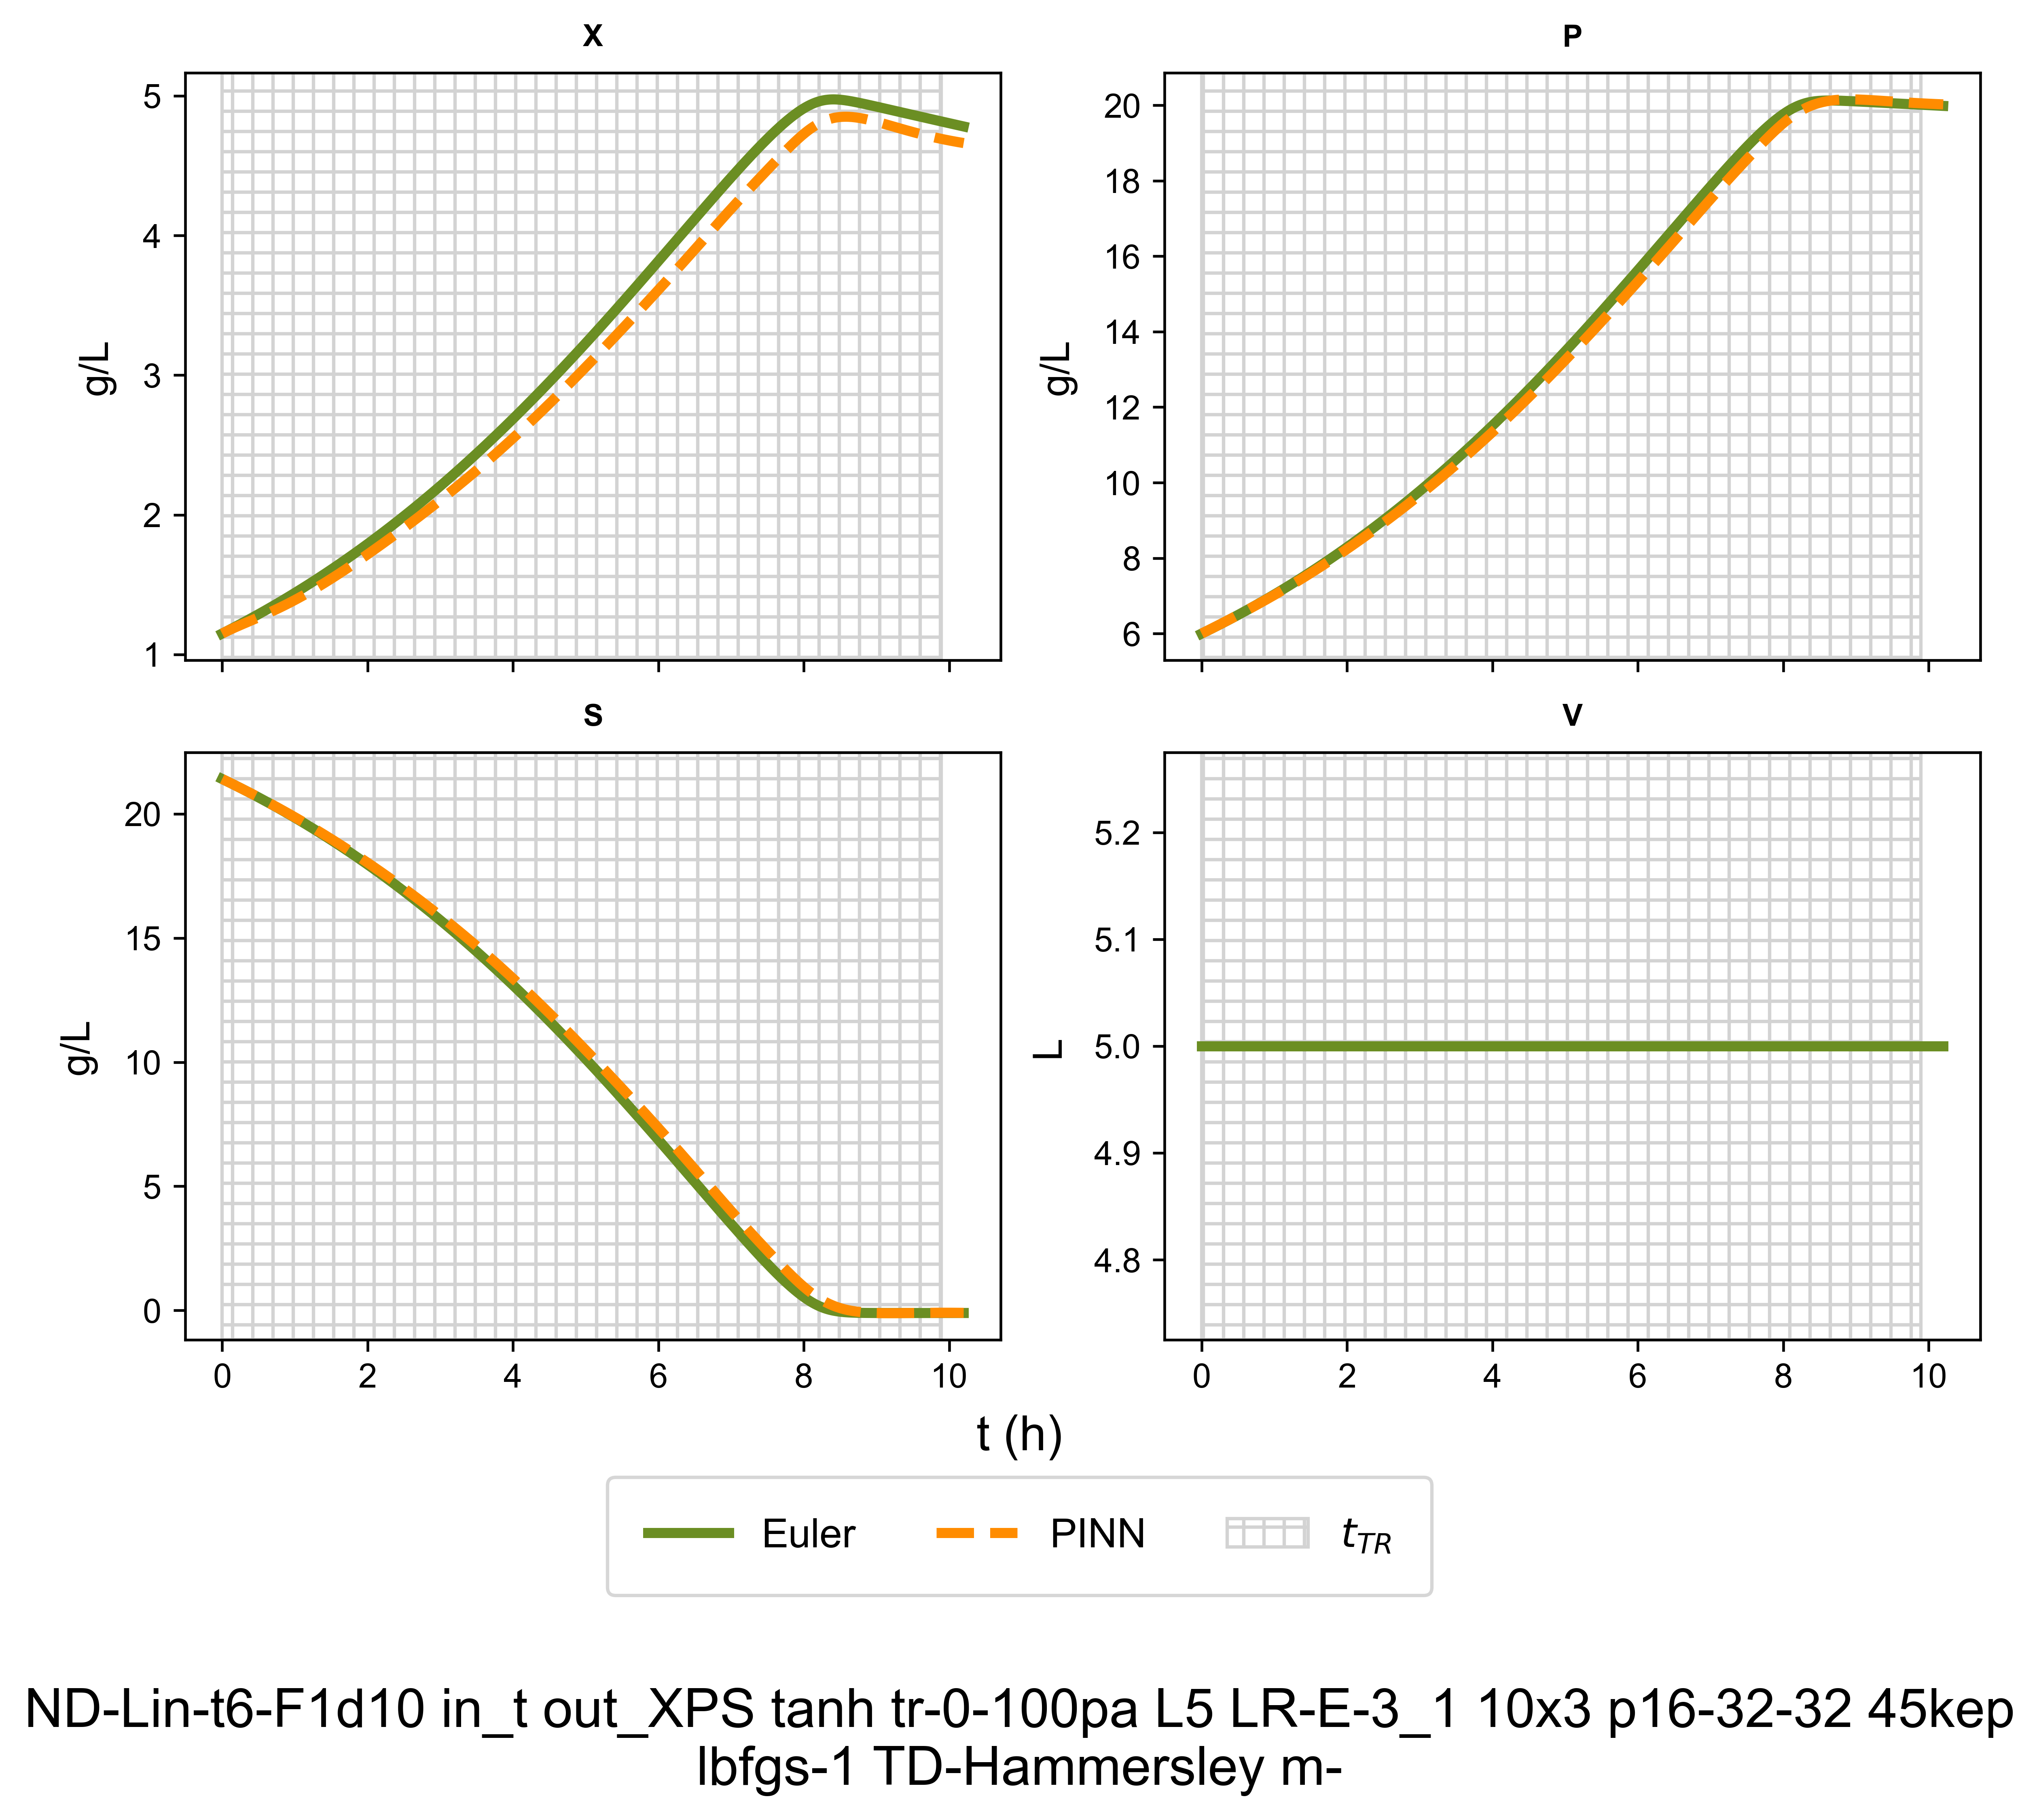 X
P
5
4
3
2
1
g/L
20
18
16
14
12
10
8
6
g/L
S
V
20
15
10
5
0
g/L
0 2 4 6 8 10
5.2
5.1
5.0
4.9
4.8
L
0 2 4 6 8 10
t (h)
Euler PINN t_{TR}
ND-Lin-t6-F1d10 in_t out_XPS tanh tr-0-100pa L5 LR-E-3_1 10x3 p16-32-32 45kep
lbfgs-1 TD-Hammersley m-